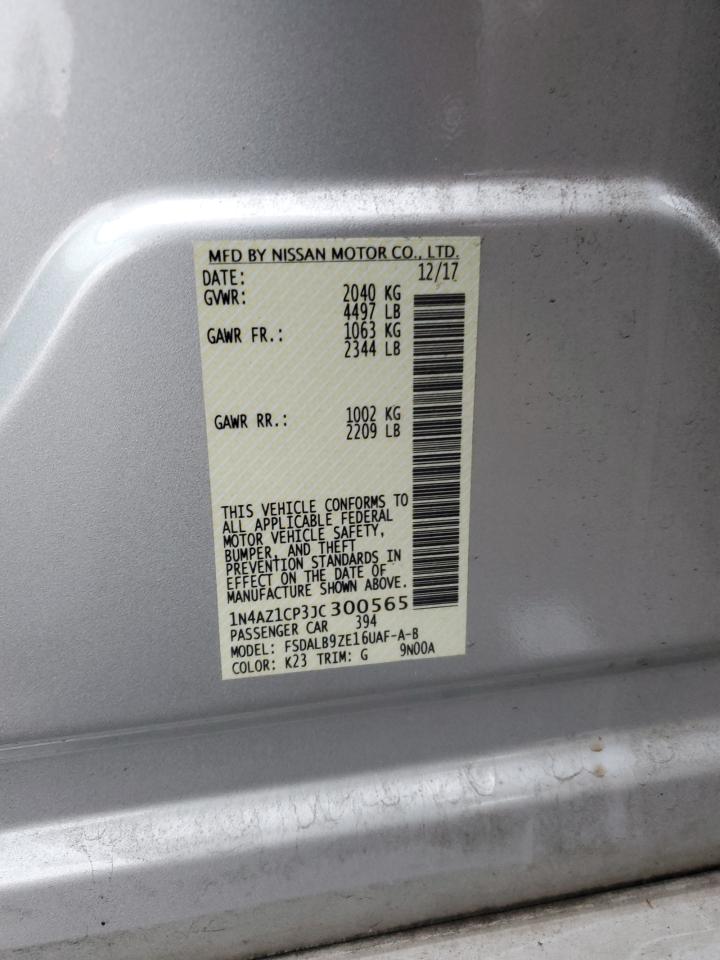 MFD BY NISSAN MOTOR CO., LTD.
DATE: 12/17
GVWR: 2040 KG
4497 LB
GAWR FR.: 1063 KG
2344 LB
GAWR RR.: 1002 KG
2209 LB
THIS VEHICLE CONFORMS TO
ALL APPLICABLE FEDERAL
MOTOR VEHICLE SAFETY,
BUMPER, AND THEFT
PREVENTION STANDARDS IN
EFFECT ON THE DATE OF
MANUFACTURE SHOWN ABOVE.
1N4AZ1CP3JC300565
PASSENGER CAR 394
MODEL: FSDALB9ZE16UAF-A-B
COLOR: K23 TRIM: G 9N00A